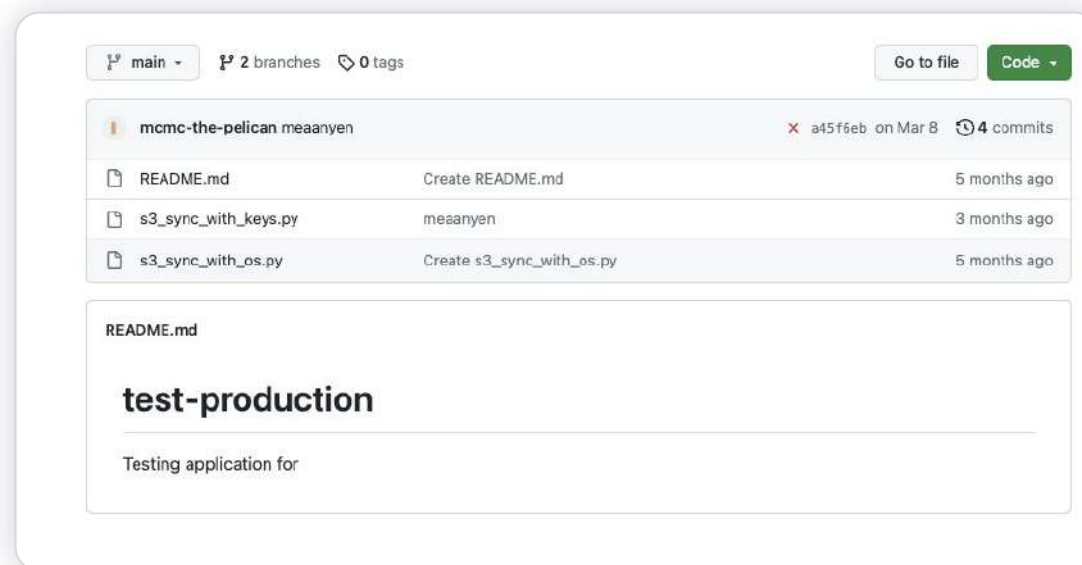 main 2 branches 0 tags Go to file Code
mcmc-the-pelican meaanyen a45f6eb on Mar 8 4 commits
README.md Create README.md 5 months ago
s3_sync_with_keys.py meaanyen 3 months ago
s3_sync_with_os.py Create s3_sync_with_os.py 5 months ago
README.md
test-production
Testing application for